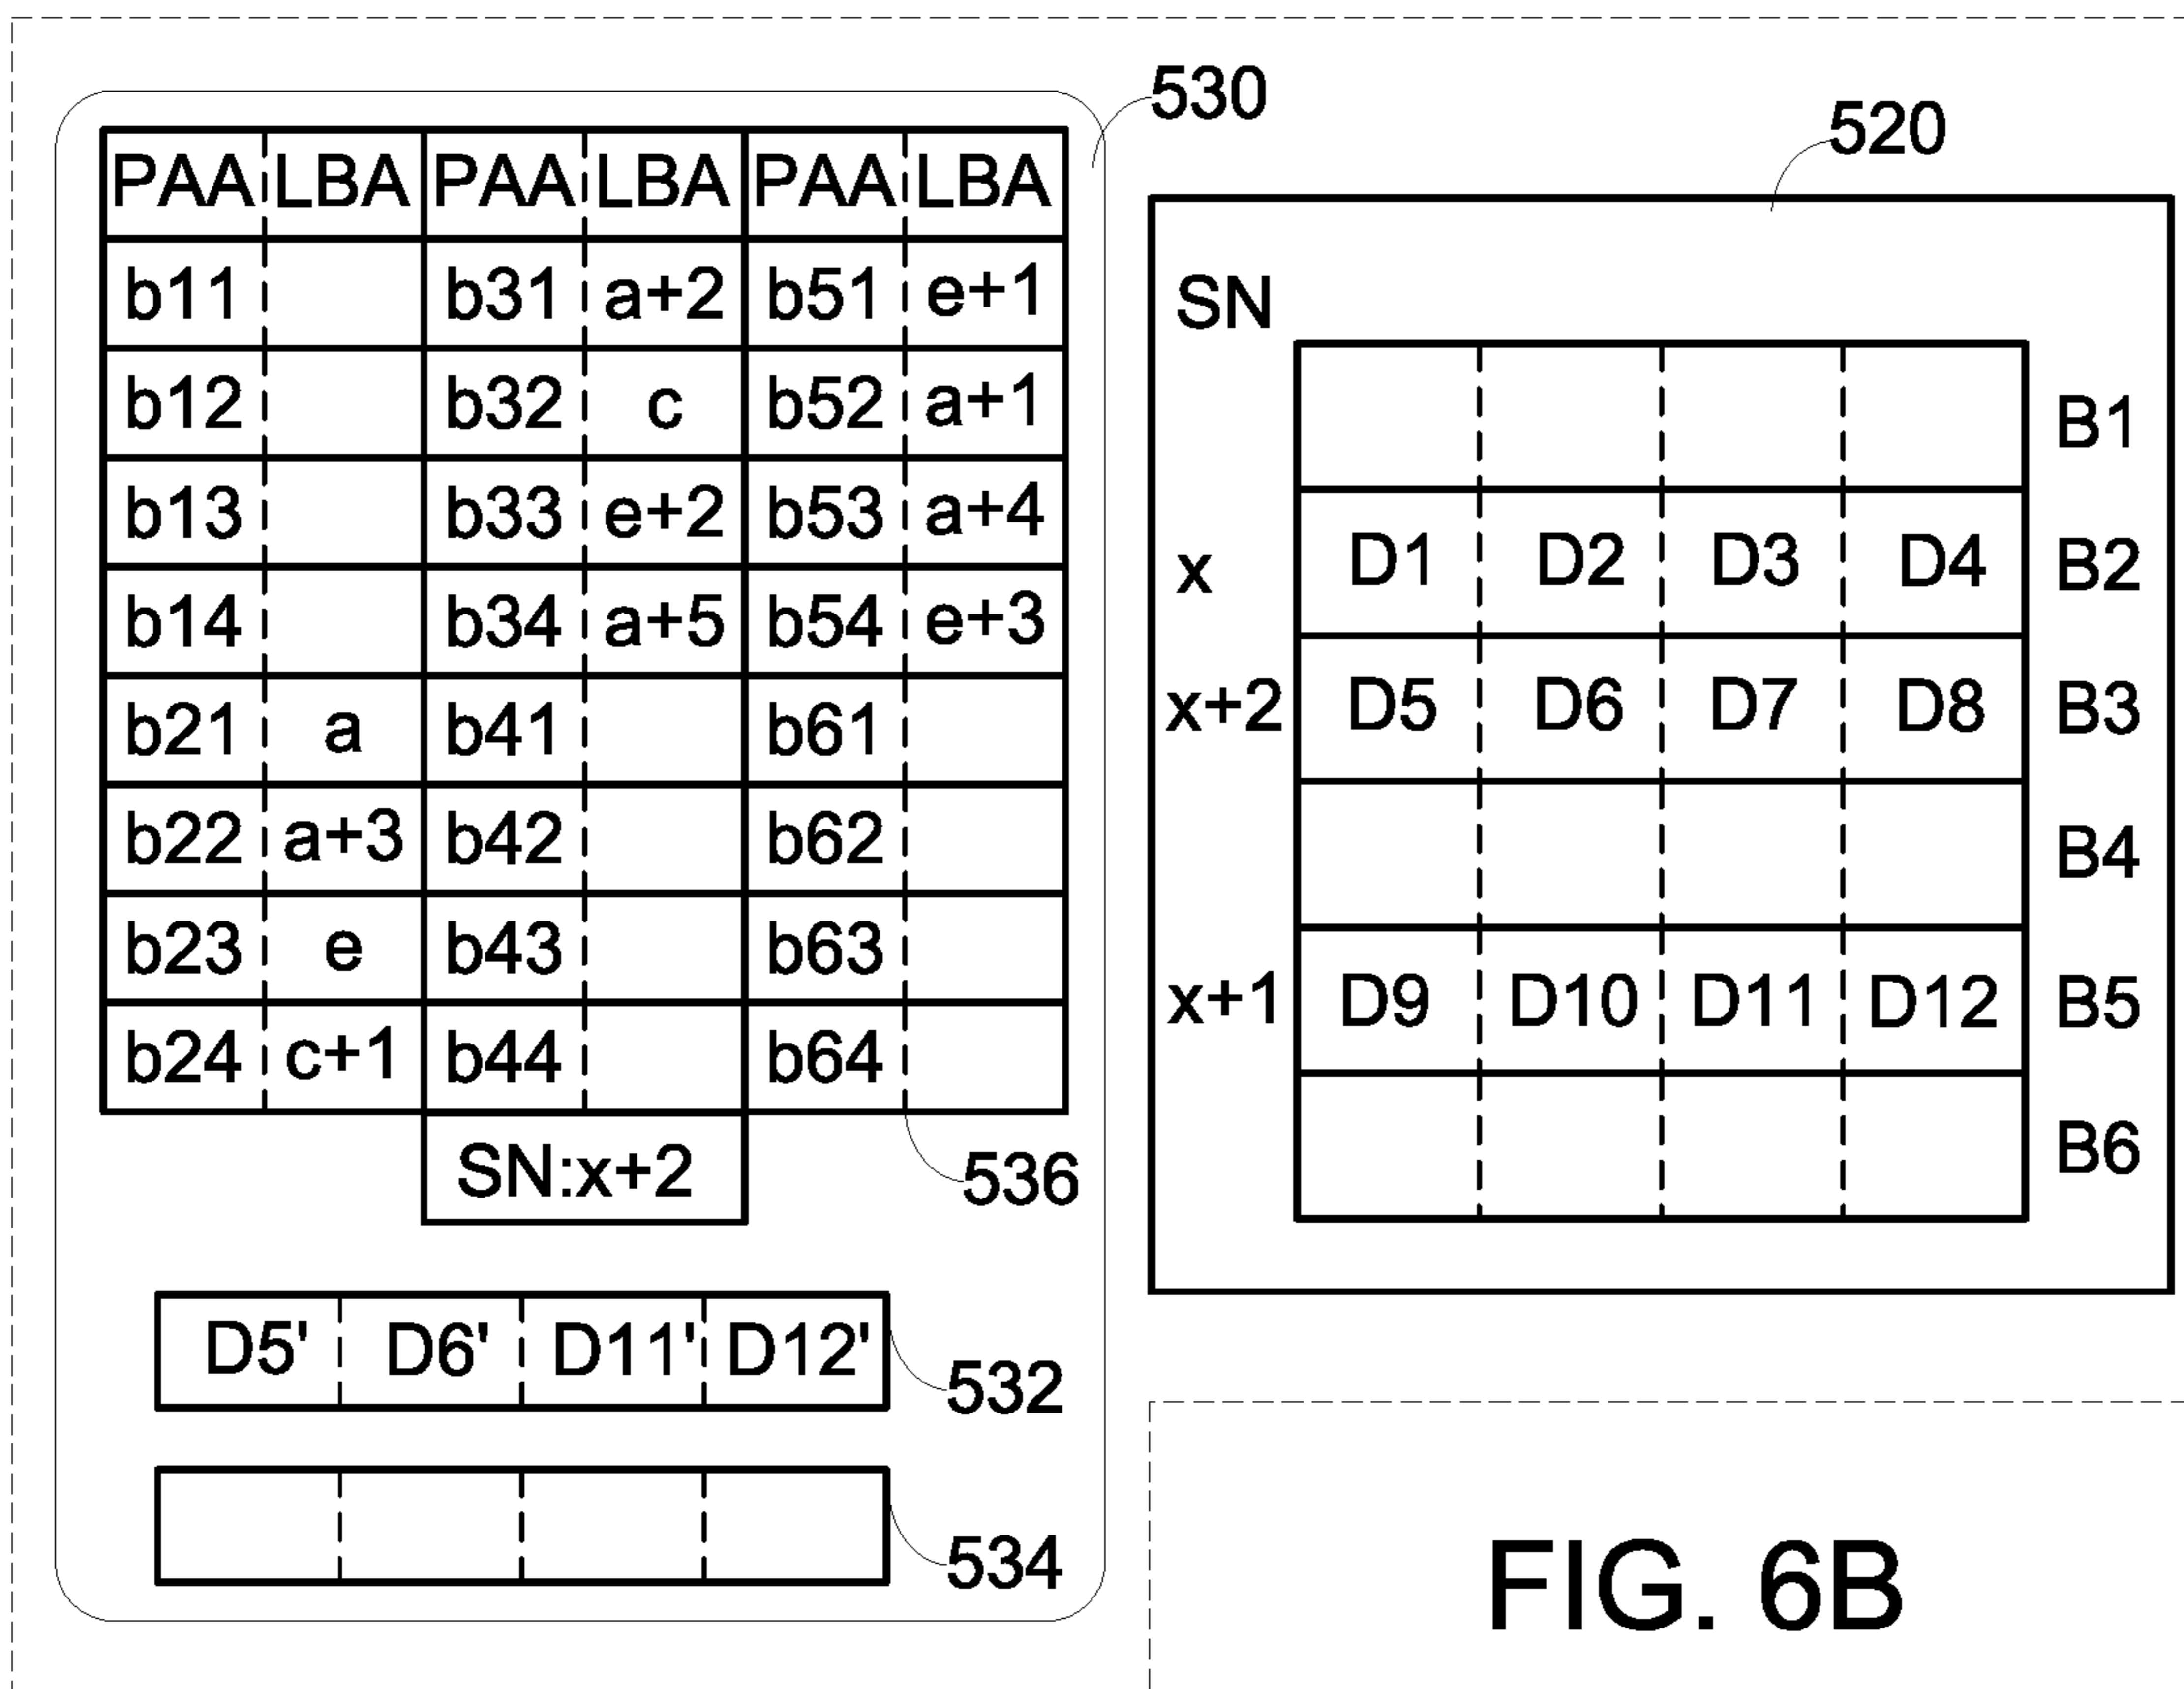 530
520
PAA LBA PAA LBA PAA LBA
b11 b31 a+2 b51 e+1
b12 b32 c b52 a+1
b13 b33 e+2 b53 a+4
b14 b34 a+5 b54 e+3
b21 a b41 b61
b22 a+3 b42 b62
b23 e b43 b63
b24 c+1 b44 b64
SN:x+2
536
D5' D6' D11' D12'
532
534
SN
B1
x D1 D2 D3 D4 B2
x+2 D5 D6 D7 D8 B3
B4
x+1 D9 D10 D11 D12 B5
B6
FIG. 6B